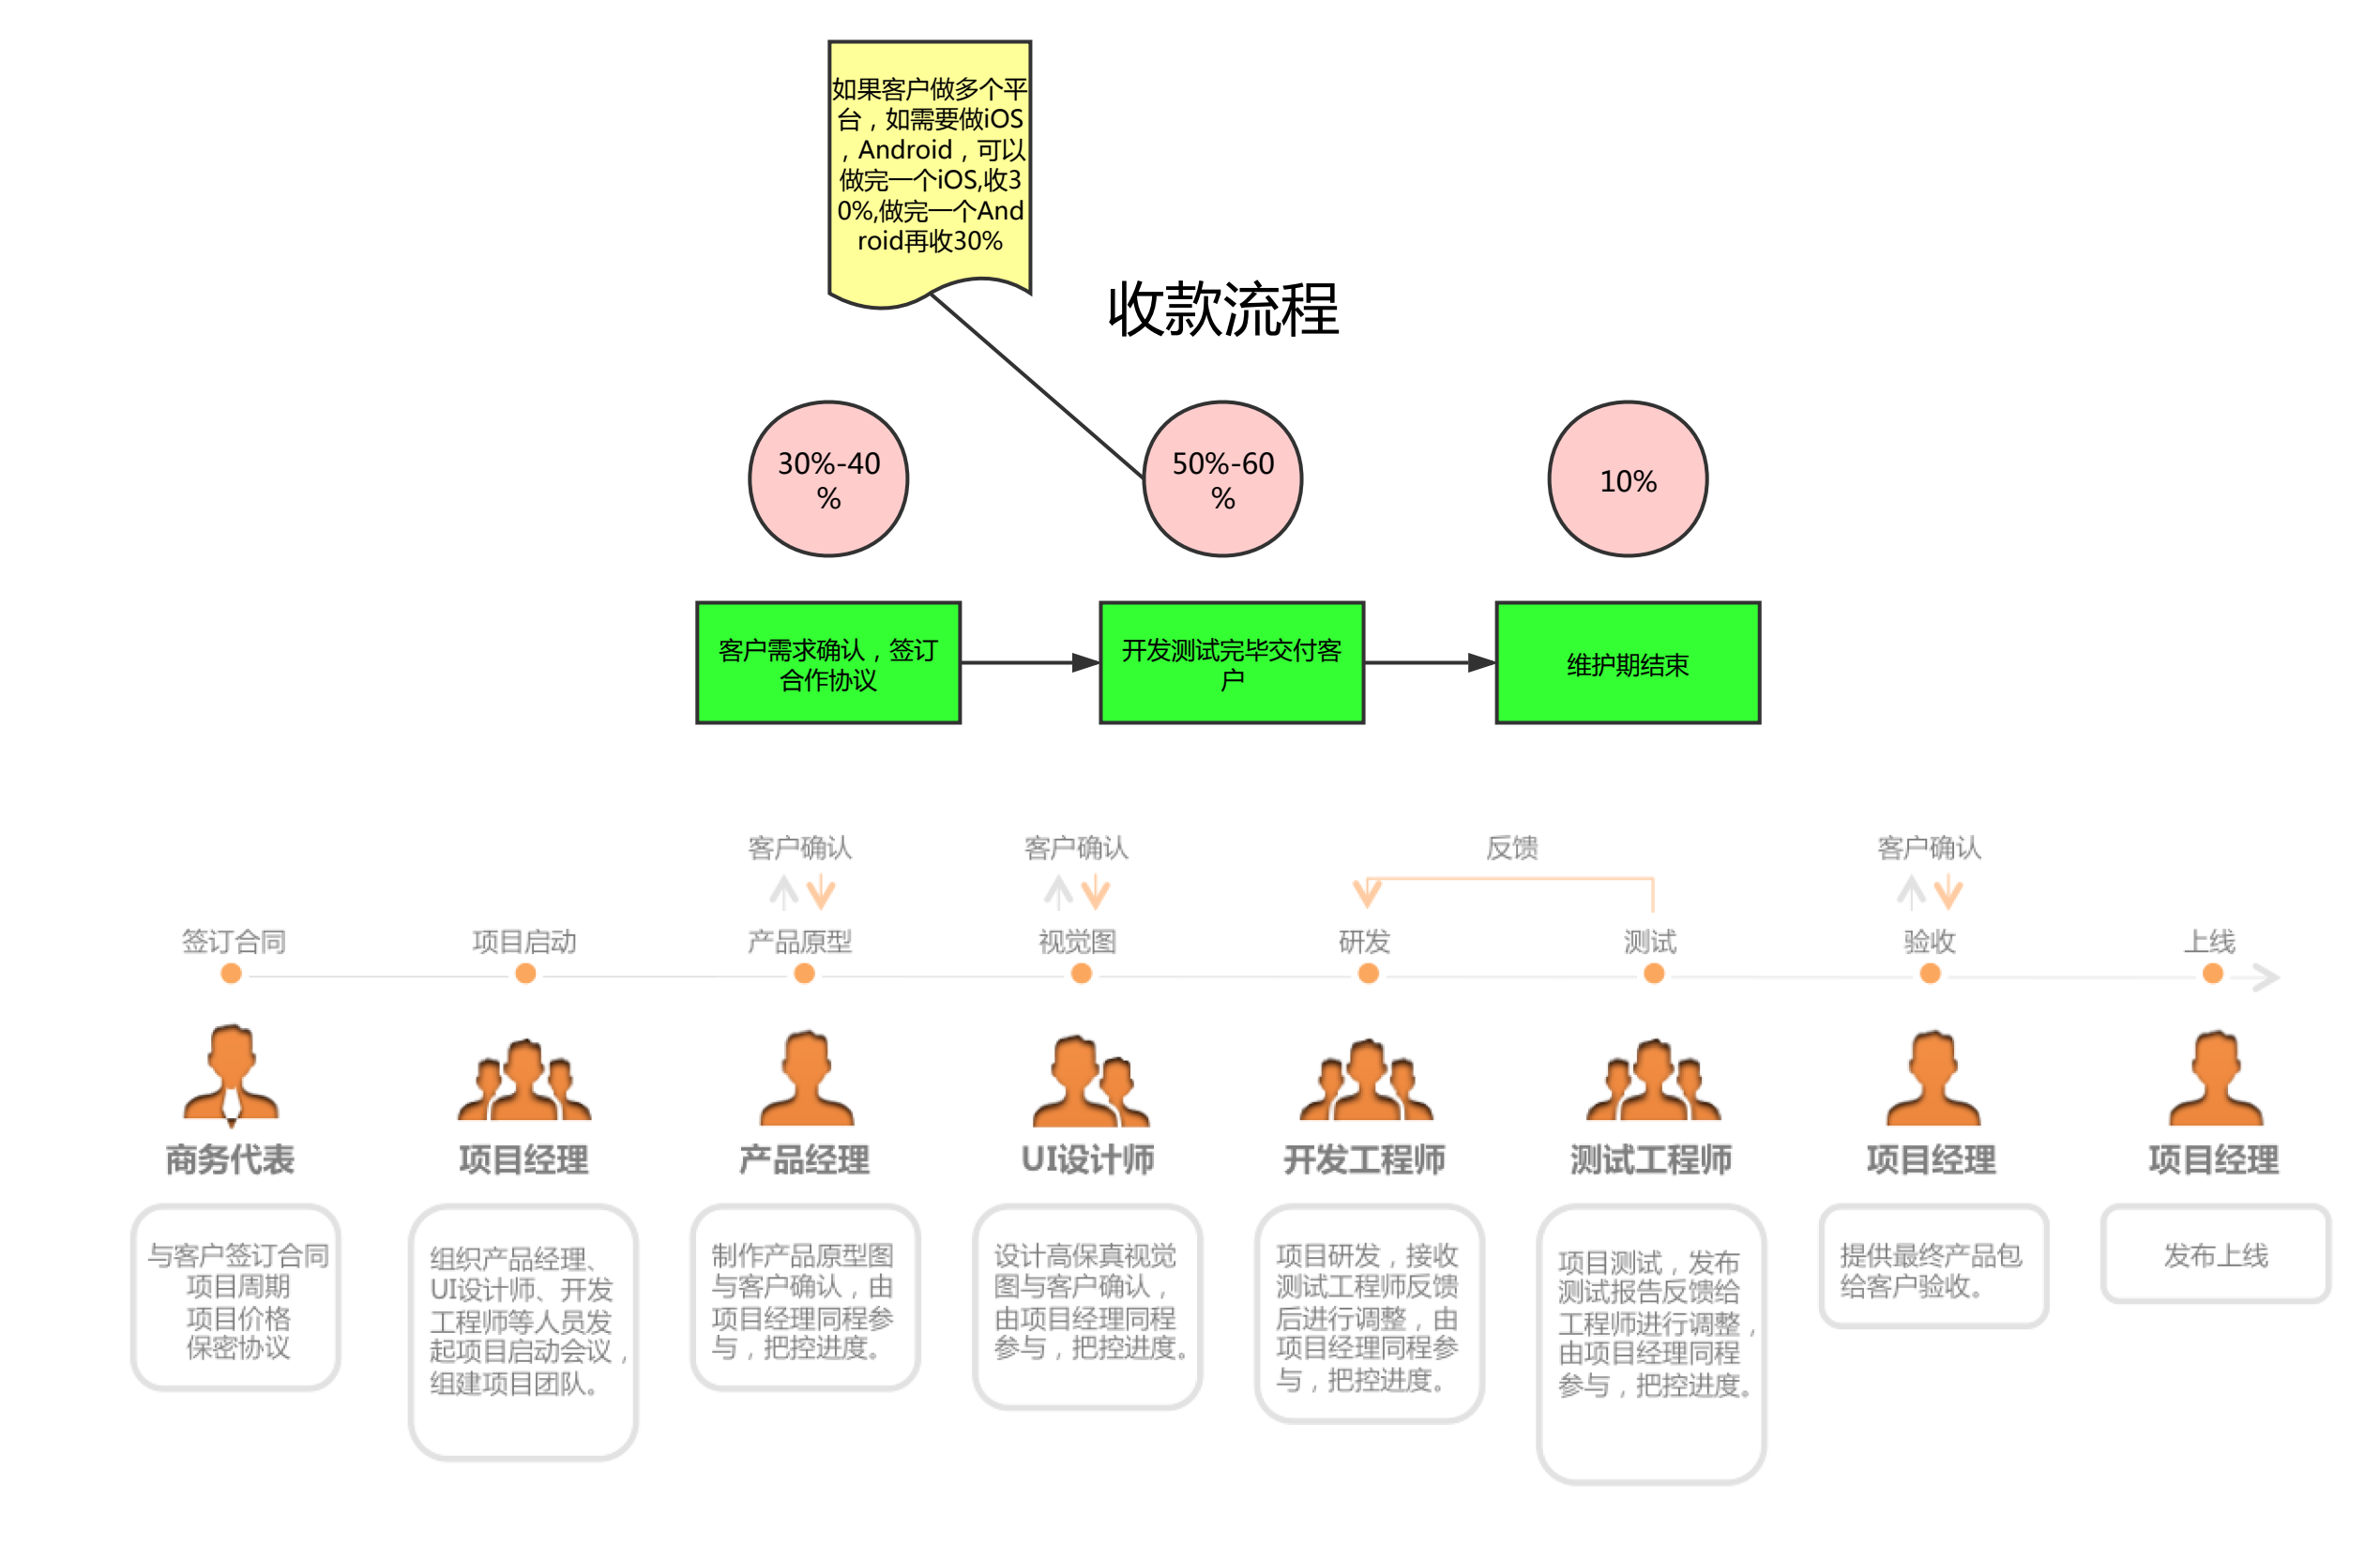 如果客户做多个平
台，如需要做iOS
，Android，可以
做完一个iOS,收3
0%,做完一个And
roid再收30%
收款流程
30%-40
%
50%-60
%
10%
客户需求确认，签订
合作协议
开发测试完毕交付客
户
维护期结束
客户确认
客户确认
反馈
客户确认
签订合同
项目启动
产品原型
视觉图
研发
测试
验收
上线
商务代表
项目经理
产品经理
UI设计师
开发工程师
测试工程师
项目经理
项目经理
与客户签订合同
项目周期
项目价格
保密协议
组织产品经理、
UI设计师、开发
工程师等人员发
起项目启动会议，
组建项目团队。
制作产品原型图
与客户确认，由
项目经理同程参
与，把控进度。
设计高保真视觉
图与客户确认，
由项目经理同程
参与，把控进度。
项目研发，接收
测试工程师反馈
后进行调整，由
项目经理同程参
与，把控进度。
项目测试，发布
测试报告反馈给
工程师进行调整，
由项目经理同程
参与，把控进度。
提供最终产品包
给客户验收。
发布上线